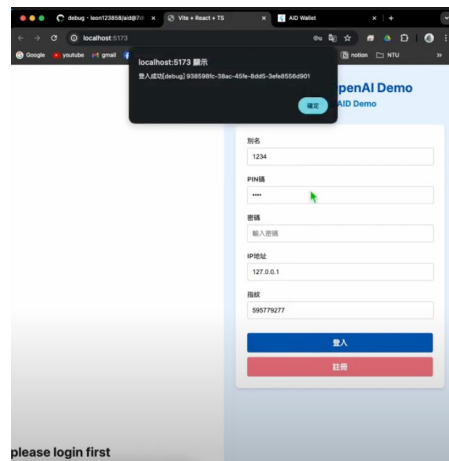 debug · leon123858/aid@7d
Vite + React + TS
AID Wallet
localhost:5173
Google
youtube
gmail
notion
NTU
localhost:5173 顯示
登入成功[debug] 938598fc-38ac-45fe-8dd5-3efe8556d901
確定
penAI Demo
AID Demo
別名
1234
PIN碼
••••
密碼
輸入密碼
IP地址
127.0.0.1
指紋
595779277
登入
註冊
please login first